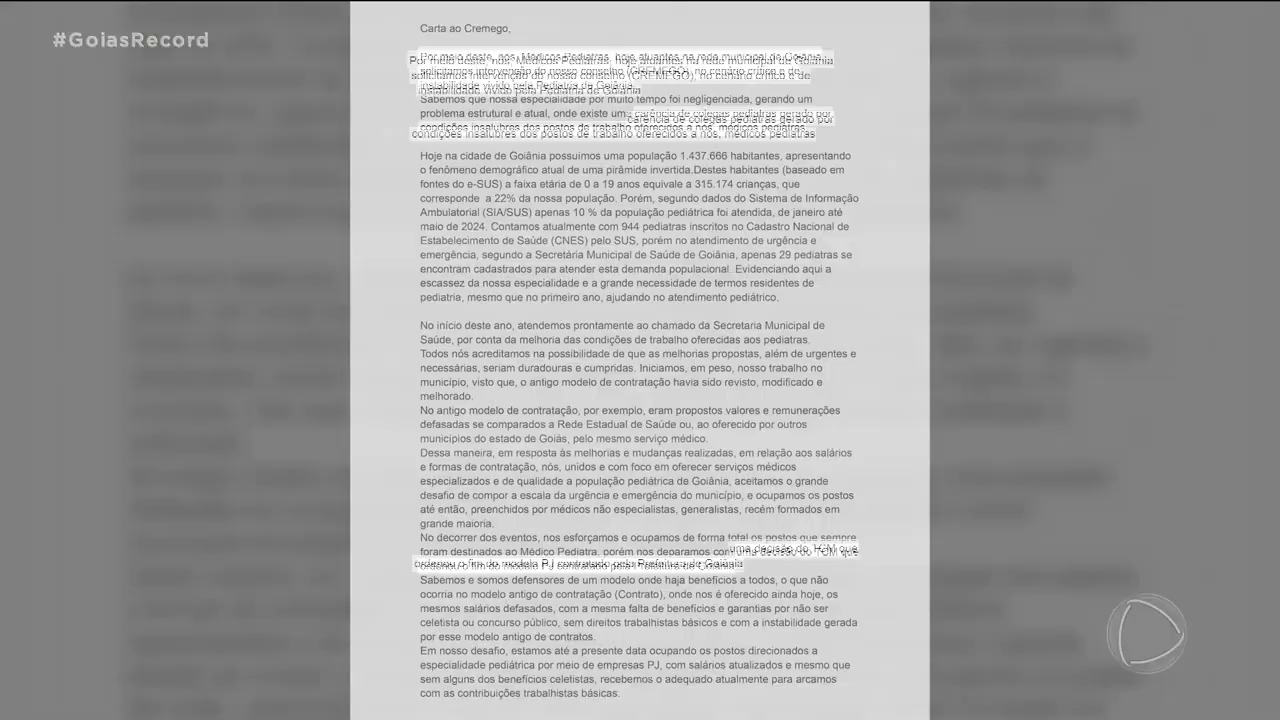 #GoiasRecord
Carta ao Cremego,
Por meio deste, nós, Médicos Pediatras, hoje atuantes na rede municipal de Goiânia
solicitamos intervenção do nosso conselho (CREMEGO), no cenário crítico e de
instabilidade vivido pela Pediatria de Goiânia
Sabemos que nossa especialidade por muito tempo foi negligenciada, gerando um
problema estrutural e atual, onde existe uma carência de colegas pediatras gerado por
condições insalubres dos postos de trabalho oferecidos a nós, médicos pediatras
Hoje na cidade de Goiânia possuimos uma população 1.437.666 habitantes, apresentando
o fenômeno demográfico atual de uma pirâmide invertida.Destes habitantes (baseado em
fontes do e-SUS) a faixa etária de 0 a 19 anos equivale a 315.174 crianças, que
corresponde a 22% da nossa população. Porém, segundo dados do Sistema de Informação
Ambulatorial (SIA/SUS) apenas 10 % da população pediátrica foi atendida, de janeiro até
maio de 2024. Contamos atualmente com 944 pediatras inscritos no Cadastro Nacional de
Estabelecimento de Saúde (CNES) pelo SUS, porém no atendimento de urgência e
emergência, segundo a Secretária Municipal de Saúde de Goiânia, apenas 29 pediatras se
encontram cadastrados para atender esta demanda populacional. Evidenciando aqui a
escassez da nossa especialidade e a grande necessidade de termos residentes de
pediatria, mesmo que no primeiro ano, ajudando no atendimento pediátrico.
No início deste ano, atendemos prontamente ao chamado da Secretaria Municipal de
Saúde, por conta da melhoria das condições de trabalho oferecidas aos pediatras.
Todos nós acreditamos na possibilidade de que as melhorias propostas, além de urgentes e
necessárias, seriam duradouras e cumpridas. Iniciamos, em peso, nosso trabalho no
município, visto que, o antigo modelo de contratação havia sido revisto, modificado e
melhorado.
No antigo modelo de contratação, por exemplo, eram propostos valores e remunerações
defasadas se comparados a Rede Estadual de Saúde ou, ao oferecido por outros
municípios do estado de Goiás, pelo mesmo serviço médico.
Dessa maneira, em resposta às melhorias e mudanças realizadas, em relação aos salários
e formas de contratação, nós, unidos e com foco em oferecer serviços médicos
especializados e de qualidade a população pediátrica de Goiânia, aceitamos o grande
desafio de compor a escala da urgência e emergência do município, e ocupamos os postos
até então, preenchidos por médicos não especialistas, generalistas, recém formados em
grande maioria.
No decorrer dos eventos, nos esforçamos e ocupamos de forma total os postos que sempre
foram destinados ao Médico Pediatra, porém nos deparamos com uma decisão do TCM que
ordenou o fim do modelo PJ contratado pela Prefeitura de Goiânia
Sabemos e somos defensores de um modelo onde haja benefícios a todos, o que não
ocorria no modelo antigo de contratação (Contrato), onde nos é oferecido ainda hoje, os
mesmos salários defasados, com a mesma falta de benefícios e garantias por não ser
celetista ou concurso público, sem direitos trabalhistas básicos e com a instabilidade gerada
por esse modelo antigo de contratos.
Em nosso desafio, estamos até a presente data ocupando os postos direcionados a
especialidade pediátrica por meio de empresas PJ, com salários atualizados e mesmo que
sem alguns dos benefícios celetistas, recebemos o adequado atualmente para arcamos
com as contribuições trabalhistas básicas.